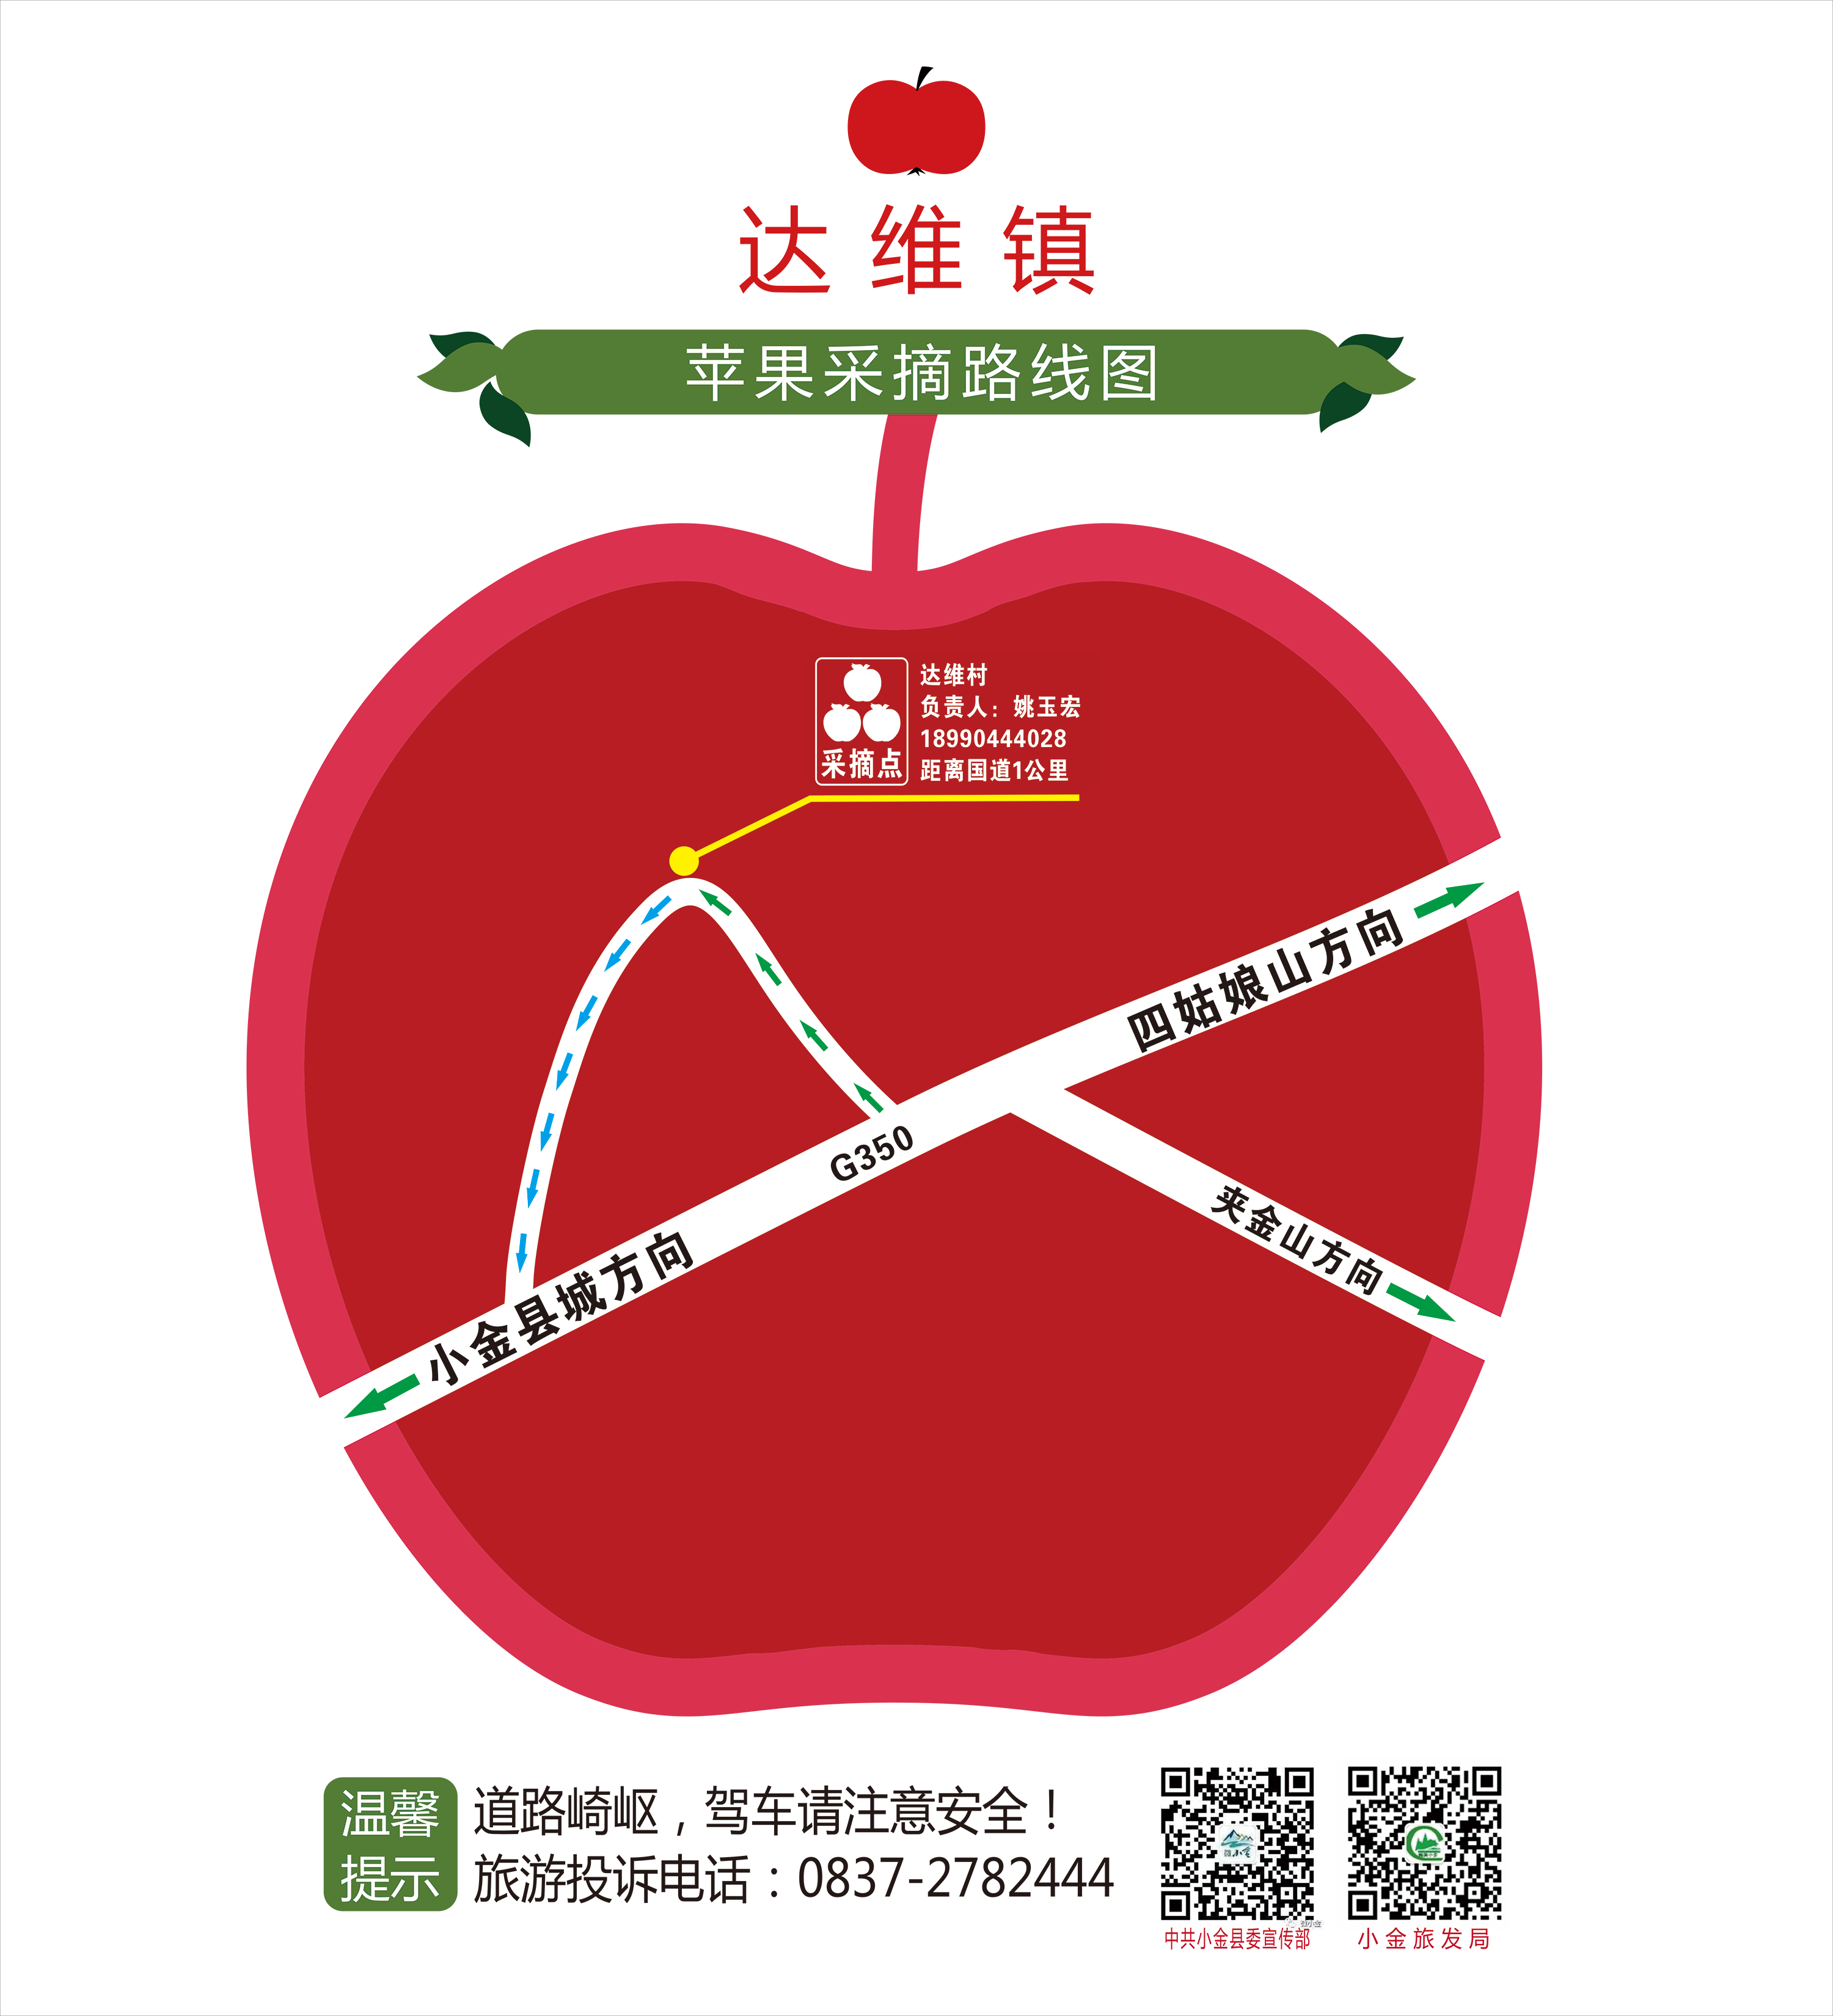 达维镇
苹果采摘路线图
采摘点
达维村
负责人：姚玉宏
18990444028
距离国道1公里
四姑娘山方向
G350
夹金山方向
小金县城方向
温馨
提示
道路崎岖，驾车请注意安全！
旅游投诉电话：0837-2782444
微小金
中共小金县委宣传部
小金旅发局